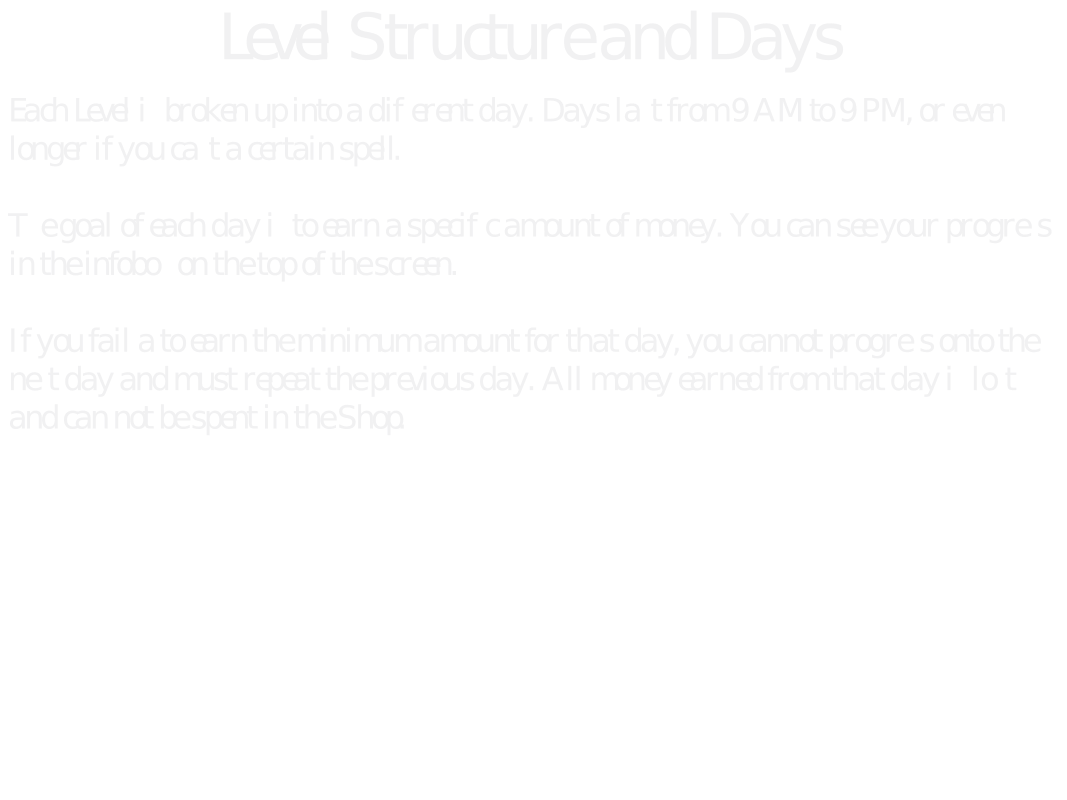 Level Structure and Days
Each Level i broken up into a dif erent day. Days la t from 9 AM to 9 PM, or even
longer if you ca t a certain spell.
T e goal of each day i to earn a specif c amount of money. You can see your progre s
in the infobo on the top of the screen.
If you fail a to earn the minimum amount for that day, you cannot progre s onto the
ne t day and must repeat the previous day. All money earned from that day i lo t
and can not be spent in the Shop.